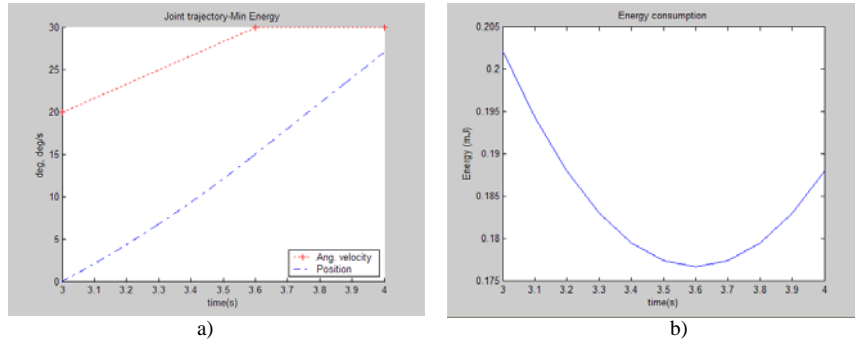 Joint trajectory-Min Energy
30
25
20
15
10
5
0
deg, deg/s
3 3.1 3.2 3.3 3.4 3.5 3.6 3.7 3.8 3.9 4
time(s)
Ang. velocity
Position
a)
Energy consumption
0.205
0.2
0.195
0.19
0.185
0.18
0.175
Energy (mJ)
3 3.1 3.2 3.3 3.4 3.5 3.6 3.7 3.8 3.9 4
time(s)
b)